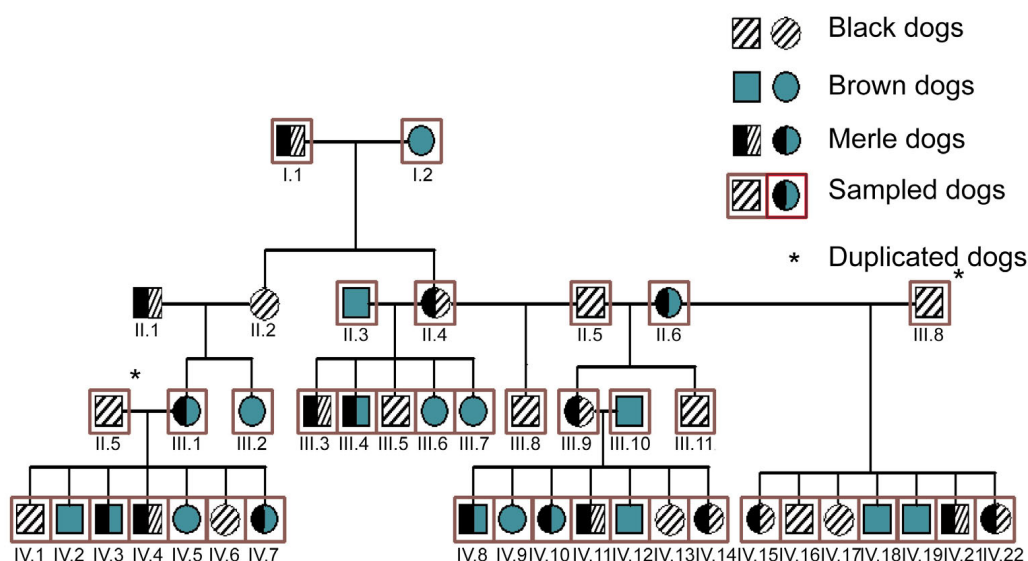 Black dogs
Brown dogs
Merle dogs
Sampled dogs
* Duplicated dogs
I.1 I.2
*
II.1 II.2 II.3 II.4 II.5 II.6 III.8
*
II.5 III.1 III.2 III.3 III.4 III.5 III.6 III.7 III.8 III.9 III.10 III.11
IV.1 IV.2 IV.3 IV.4 IV.5 IV.6 IV.7 IV.8 IV.9 IV.10 IV.11 IV.12 IV.13 IV.14 IV.15 IV.16 IV.17 IV.18 IV.19 IV.21 IV.22